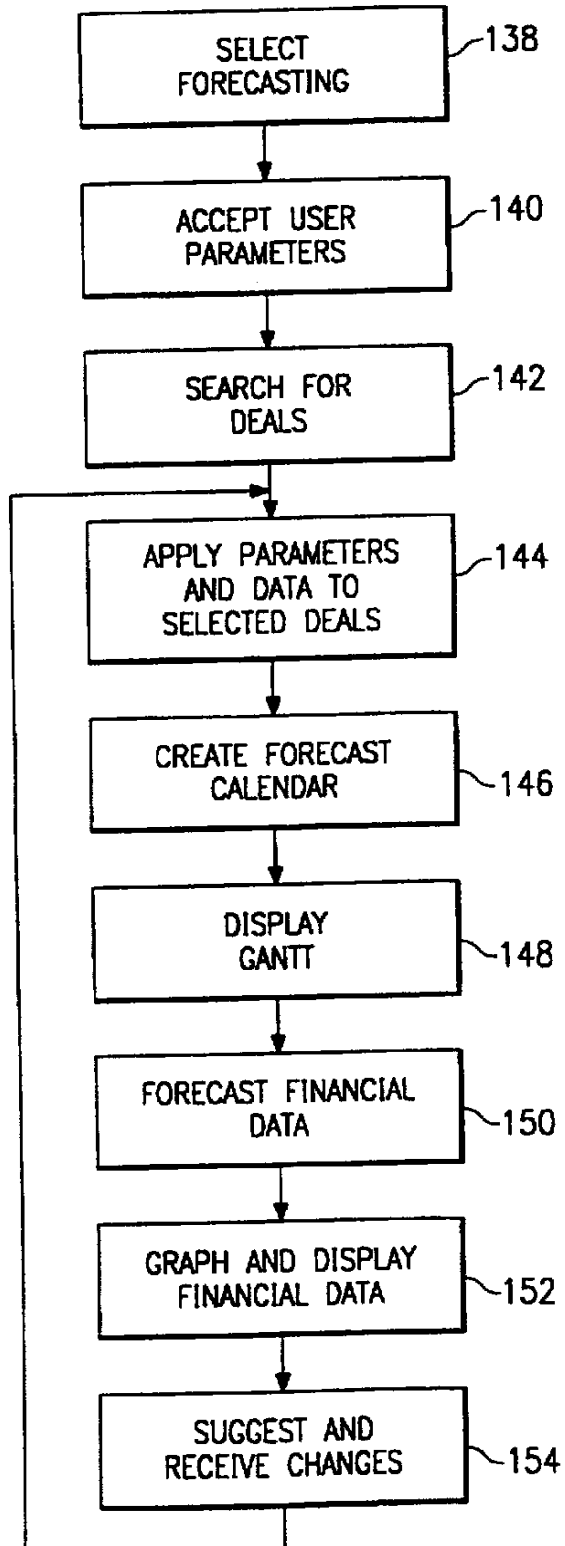 SELECT
FORECASTING
138
ACCEPT USER
PARAMETERS
140
SEARCH FOR
DEALS
142
APPLY PARAMETERS
AND DATA TO
SELECTED DEALS
144
CREATE FORECAST
CALENDAR
146
DISPLAY
GANTT
148
FORECAST FINANCIAL
DATA
150
GRAPH AND DISPLAY
FINANCIAL DATA
152
SUGGEST AND
RECEIVE CHANGES
154